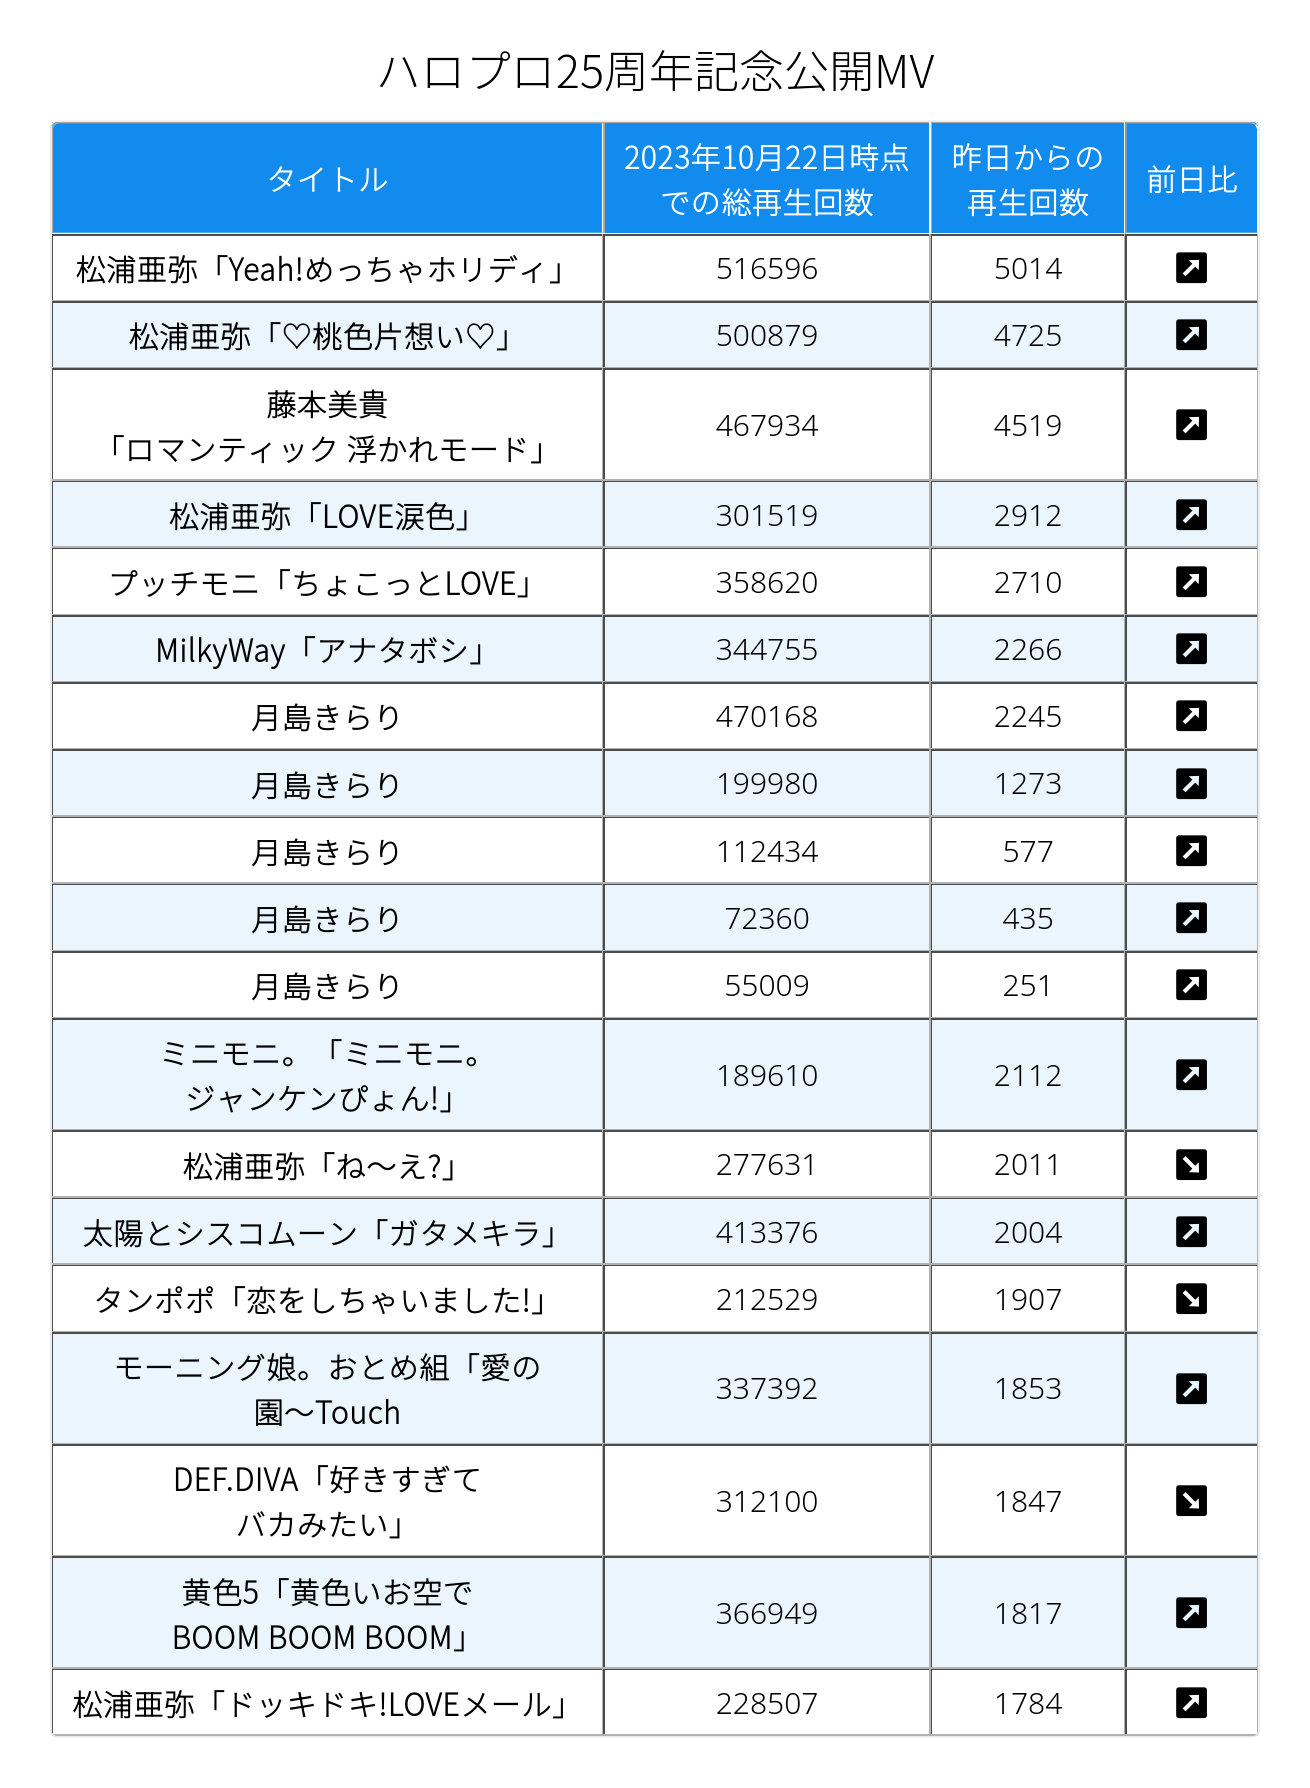 ハロプロ25周年記念公開MV
タイトル
2023年10月22日時点
での総再生回数
昨日からの
再生回数
前日比
松浦亜弥「Yeah!めっちゃホリディ」
516596
5014
松浦亜弥「♡桃色片想い♡」
500879
4725
藤本美貴
「ロマンティック 浮かれモード」
467934
4519
松浦亜弥「LOVE涙色」
301519
2912
プッチモニ「ちょこっとLOVE」
358620
2710
MilkyWay「アナタボシ」
344755
2266
月島きらり
470168
2245
月島きらり
199980
1273
月島きらり
112434
577
月島きらり
72360
435
月島きらり
55009
251
ミニモニ。「ミニモニ。
ジャンケンぴょん!」
189610
2112
松浦亜弥「ね～え?」
277631
2011
太陽とシスコムーン「ガタメキラ」
413376
2004
タンポポ「恋をしちゃいました!」
212529
1907
モーニング娘。おとめ組「愛の
園～Touch
337392
1853
DEF.DIVA「好きすぎて
バカみたい」
312100
1847
黄色5「黄色いお空で
BOOM BOOM BOOM」
366949
1817
松浦亜弥「ドッキドキ!LOVEメール」
228507
1784